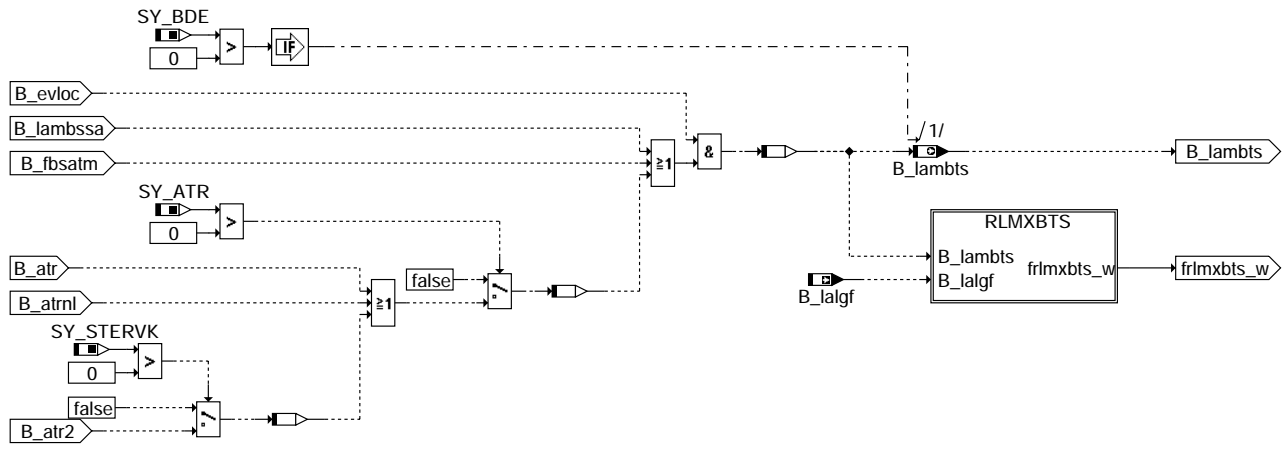 SY_BDE
>
IF
0
B_evloc
B_lambssa
/1/
B_fbsatm
≥1
&
B_lambts
B_lambts
SY_ATR
>
0
RLMXBTS
B_lambts
B_lalgf
frlmxbts_w
frlmxbts_w
B_lalgf
B_atr
false
B_atrnl
≥1
SY_STERVK
>
0
false
B_atr2